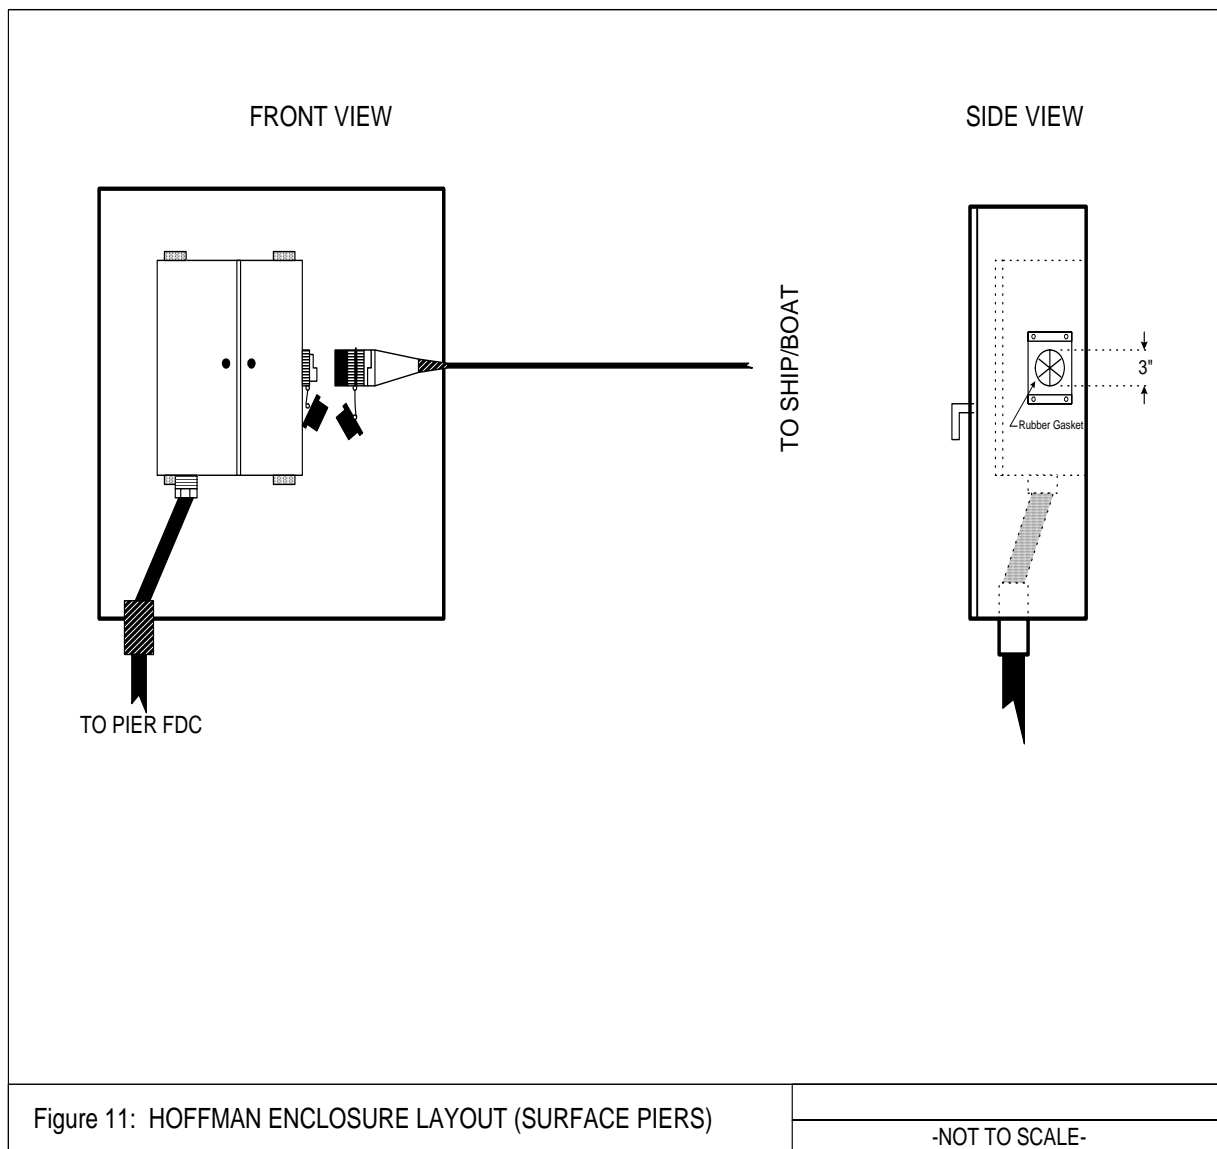 FRONT VIEW
SIDE VIEW
TO SHIP/BOAT
3"
Rubber Gasket
TO PIER FDC
Figure 11: HOFFMAN ENCLOSURE LAYOUT (SURFACE PIERS)
-NOT TO SCALE-